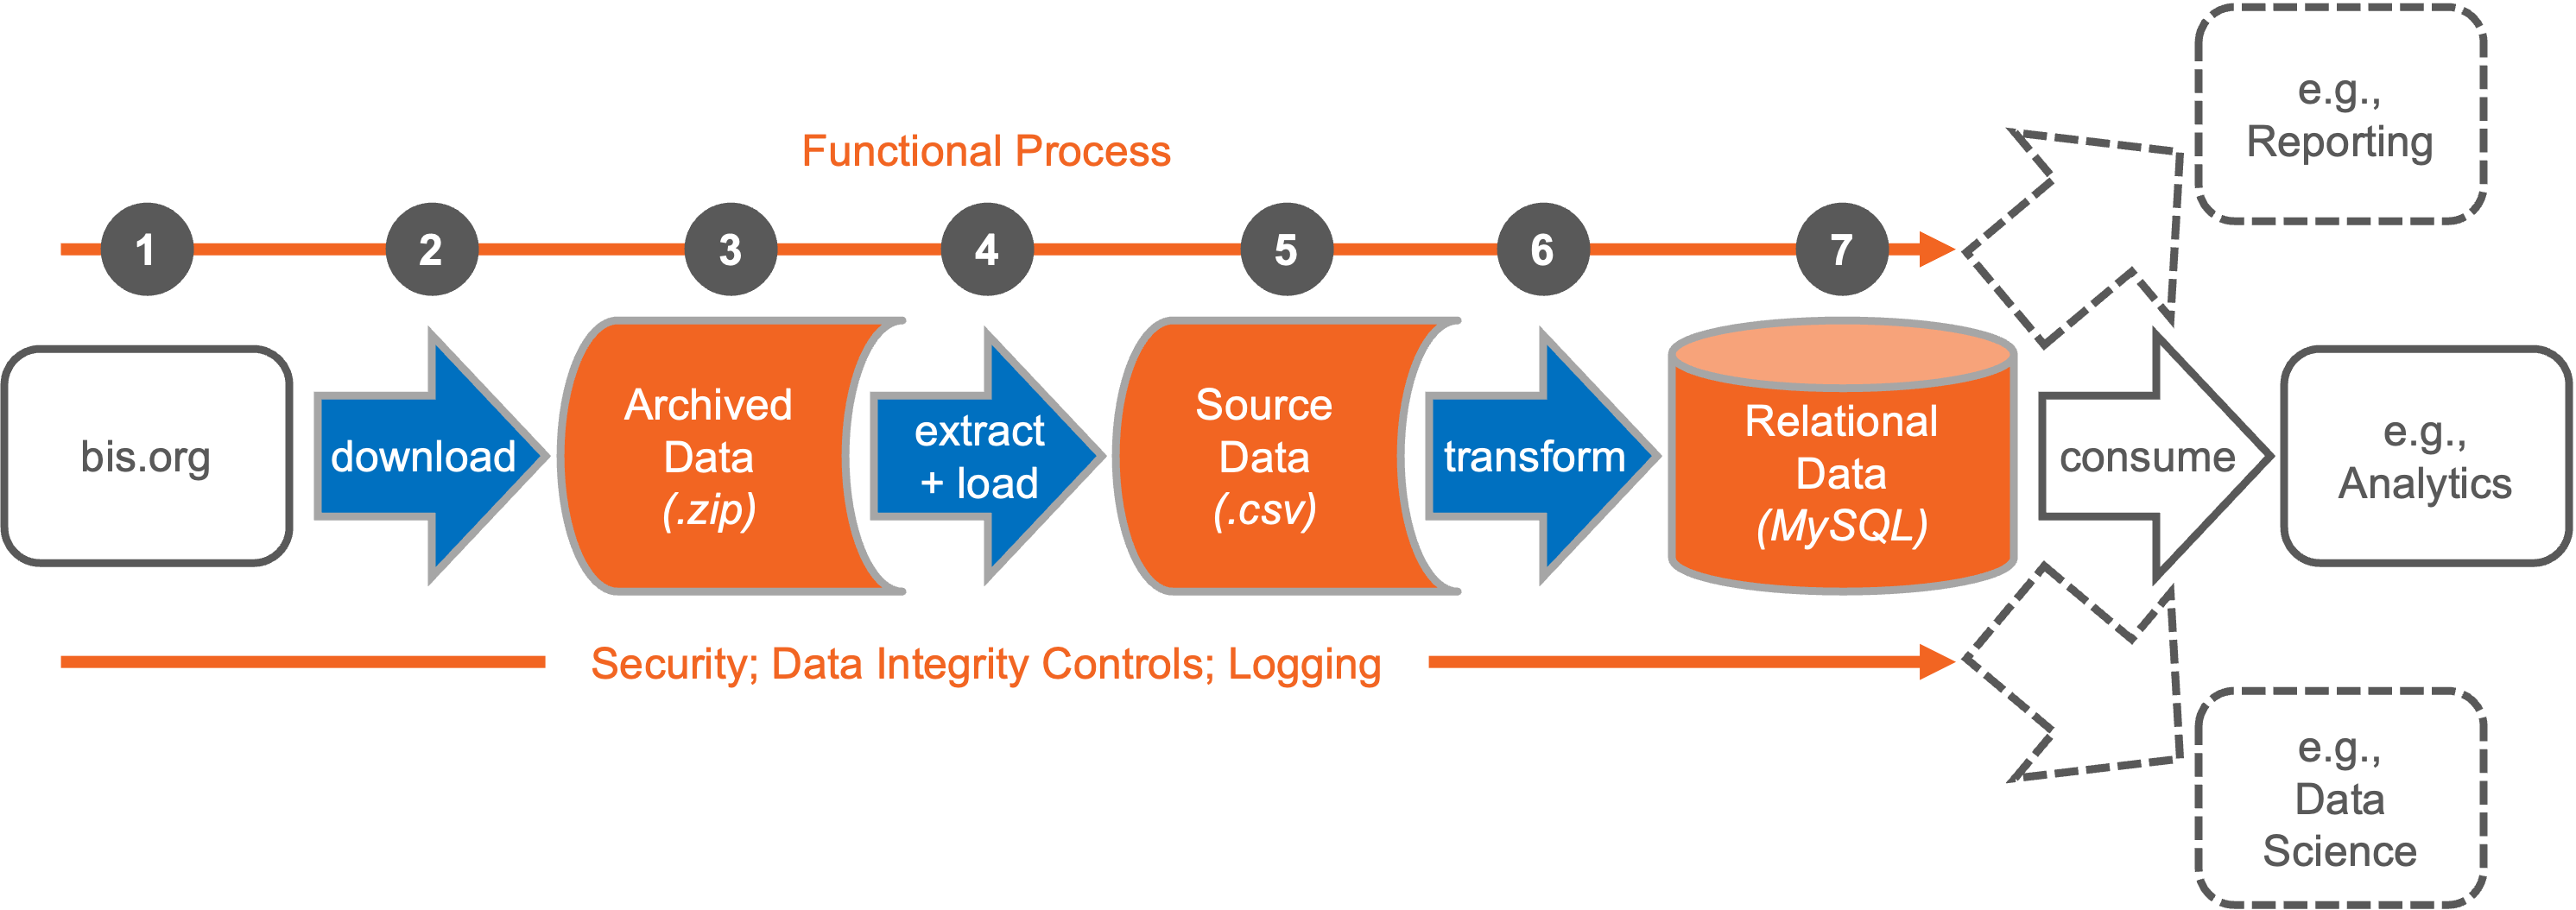 Functional Process
1
2
3
4
5
6
7
bis.org
download
Archived
Data
(.zip)
extract
+ load
Source
Data
(.csv)
transform
Relational
Data
(MySQL)
consume
e.g.,
Reporting
e.g.,
Analytics
e.g.,
Data
Science
Security; Data Integrity Controls; Logging